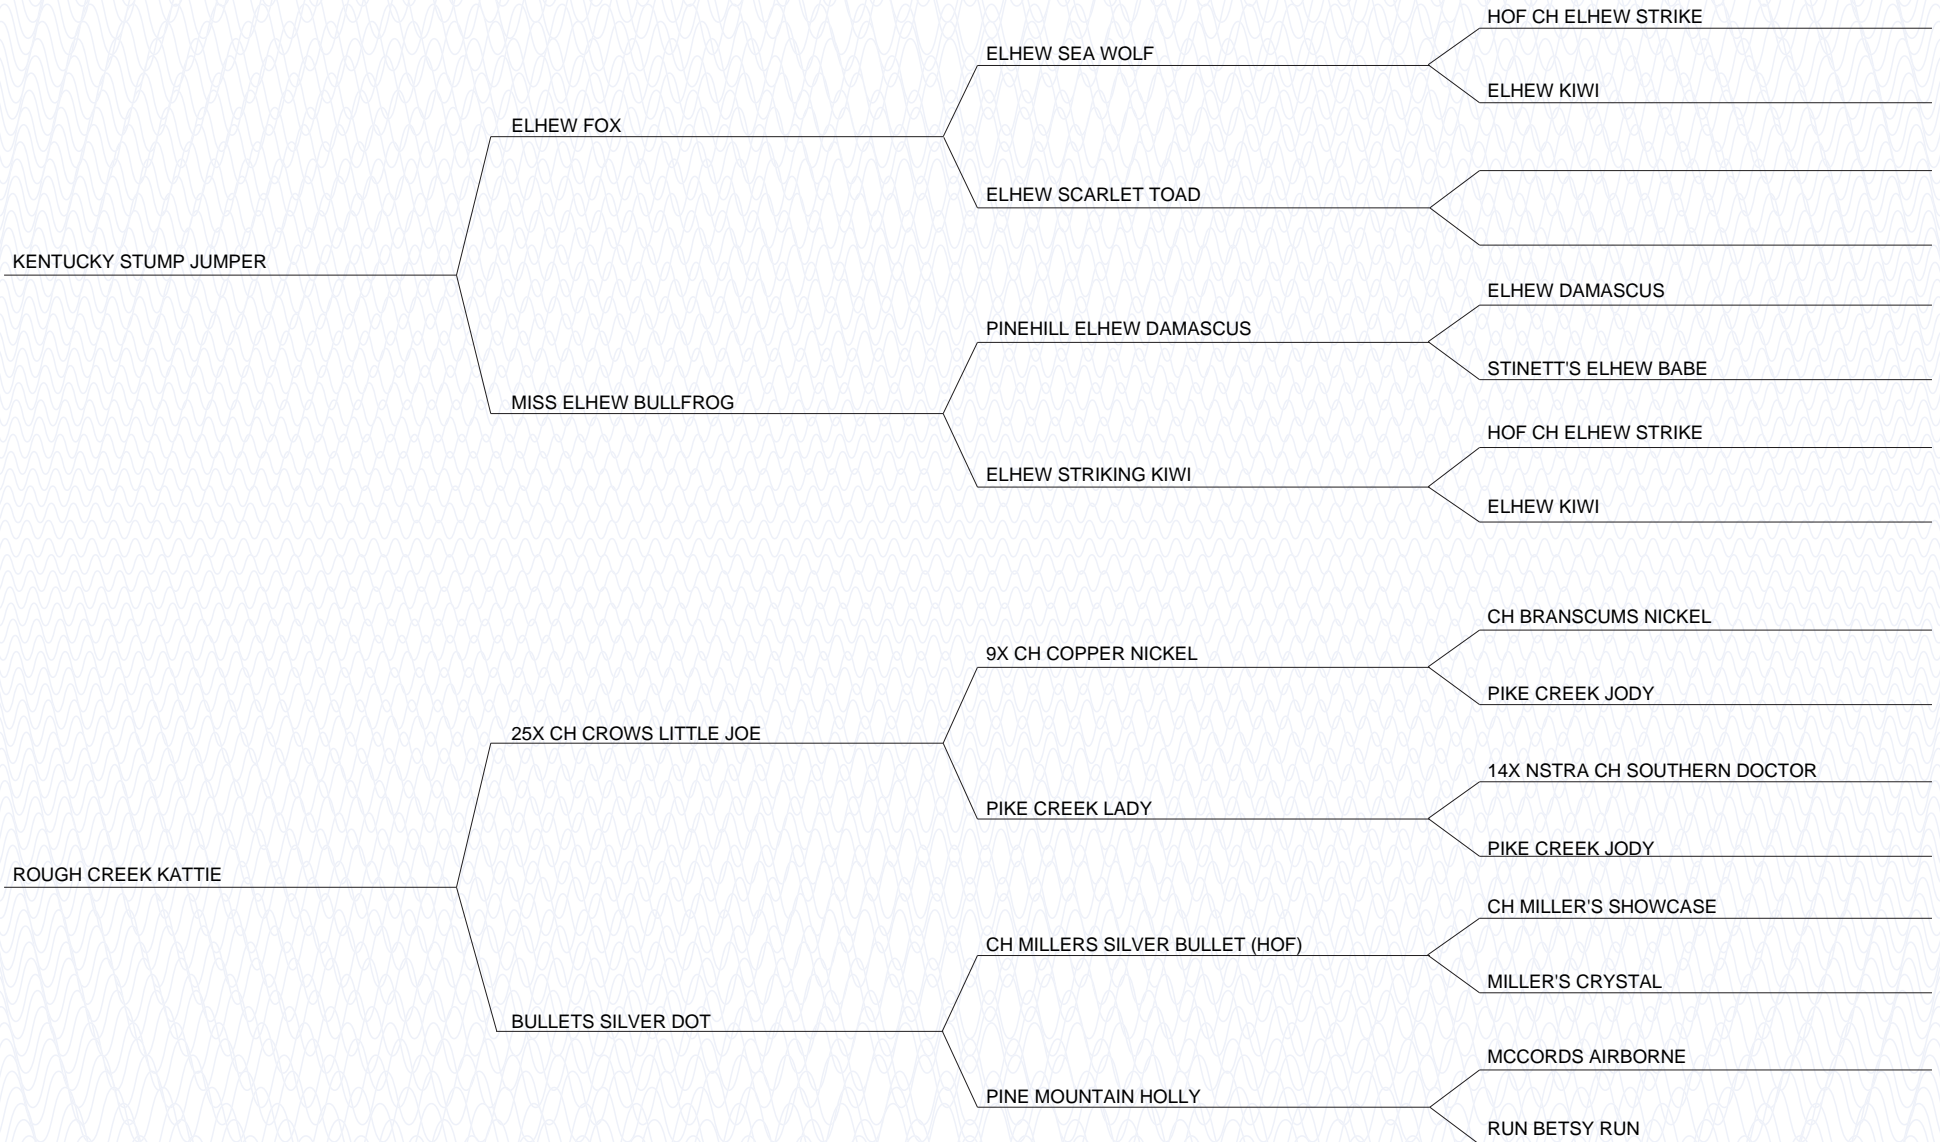 HOF CH ELHEW STRIKE
ELHEW SEA WOLF
ELHEW KIWI
ELHEW FOX
ELHEW SCARLET TOAD
KENTUCKY STUMP JUMPER
ELHEW DAMASCUS
PINEHILL ELHEW DAMASCUS
STINETT'S ELHEW BABE
MISS ELHEW BULLFROG
HOF CH ELHEW STRIKE
ELHEW STRIKING KIWI
ELHEW KIWI
CH BRANSCUMS NICKEL
9X CH COPPER NICKEL
PIKE CREEK JODY
25X CH CROWS LITTLE JOE
14X NSTRA CH SOUTHERN DOCTOR
PIKE CREEK LADY
PIKE CREEK JODY
ROUGH CREEK KATTIE
CH MILLER'S SHOWCASE
CH MILLERS SILVER BULLET (HOF)
MILLER'S CRYSTAL
BULLETS SILVER DOT
MCCORDS AIRBORNE
PINE MOUNTAIN HOLLY
RUN BETSY RUN